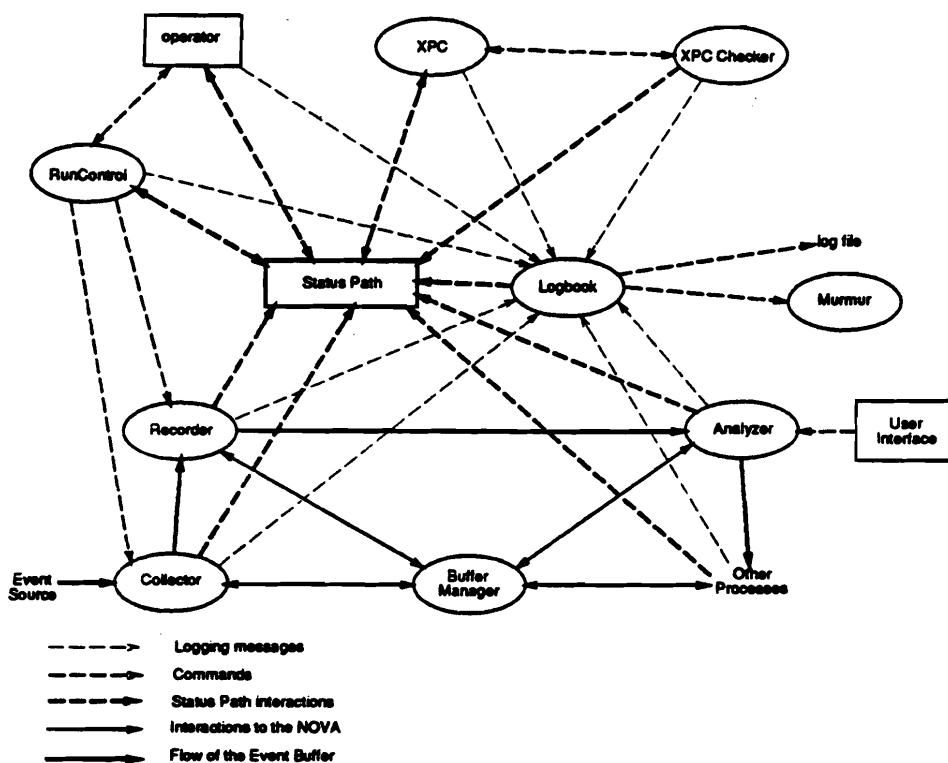 operator
XPC
XPC Checker
RunControl
log file
Status Path
Logbook
Murmur
Recorder
Analyzer
User
Interface
Event
Source
Collector
Buffer
Manager
Other
Processes
Logging messages
Commands
Status Path interactions
Interactions to the NOVA
Flow of the Event Buffer